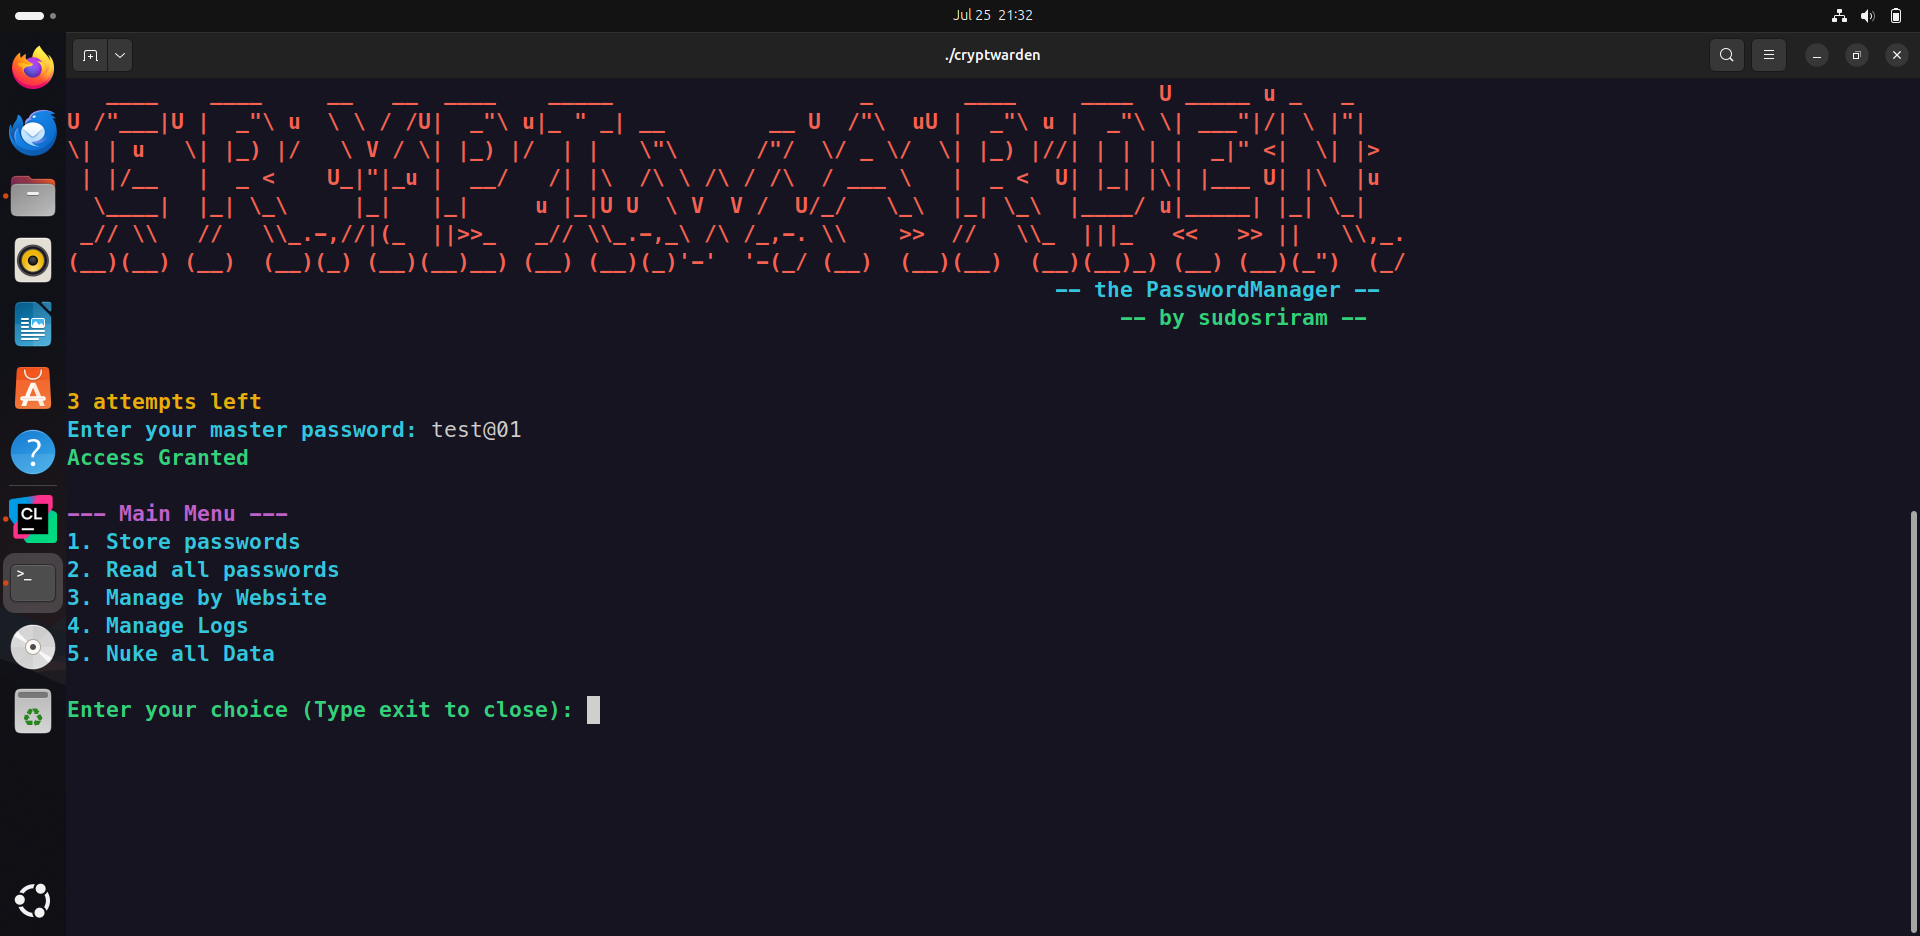 Jul 25 21:32
./cryptwarden
CRYPTWARDEN
-- the PasswordManager --
-- by sudosriram --
3 attempts left
Enter your master password: test@01
Access Granted
--- Main Menu ---
1. Store passwords
2. Read all passwords
3. Manage by Website
4. Manage Logs
5. Nuke all Data
Enter your choice (Type exit to close):
CL